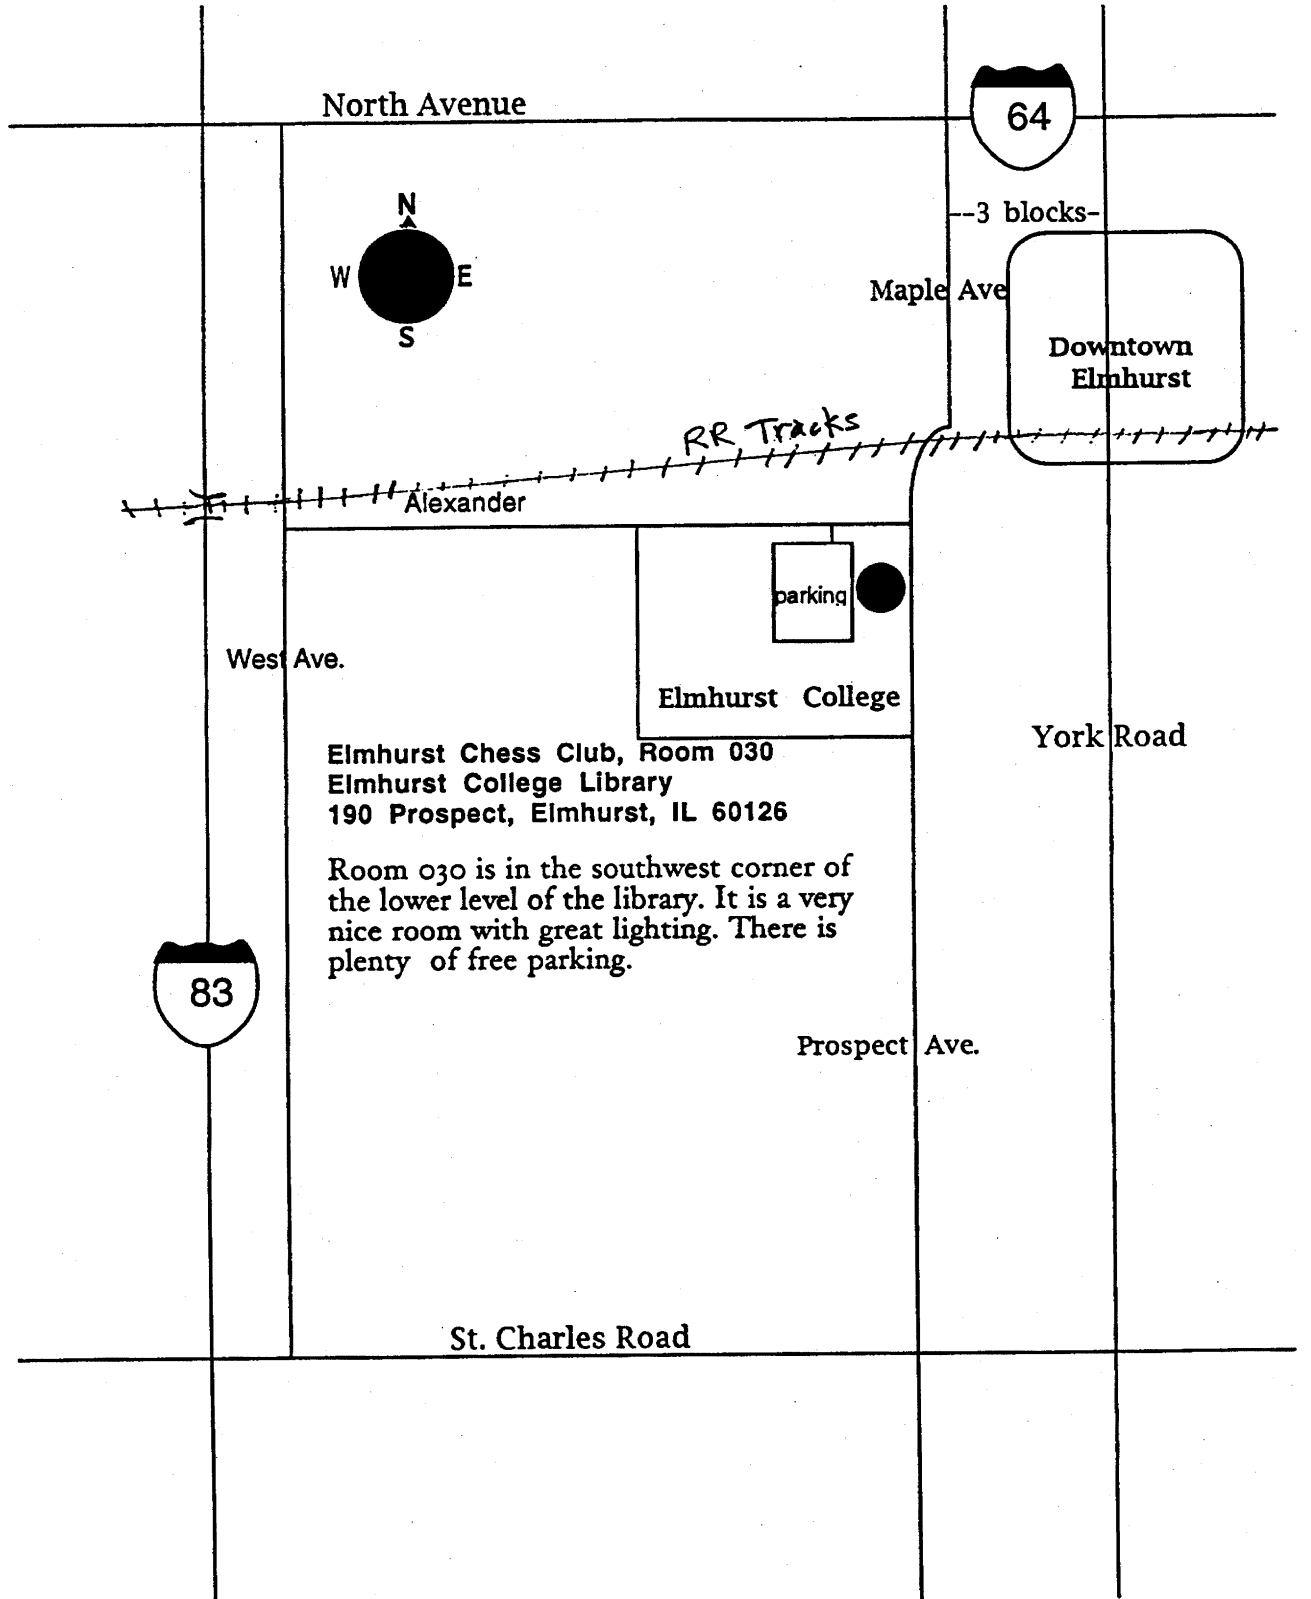 North Avenue
64
N
W E
S
--3 blocks-
Maple Ave
Downtown
Elmhurst
RR Tracks
Alexander
parking
West Ave.
Elmhurst College
York Road
Elmhurst Chess Club, Room 030
Elmhurst College Library
190 Prospect, Elmhurst, IL 60126
Room 030 is in the southwest corner of
the lower level of the library. It is a very
nice room with great lighting. There is
plenty of free parking.
83
Prospect Ave.
St. Charles Road